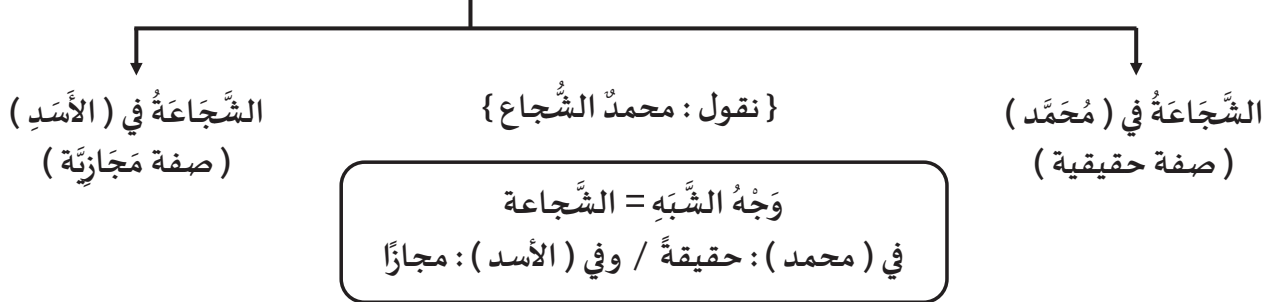 الشَّجَاعَةُ في ( مُحَمَّد )
( صفة حقيقية )
{ نقول : محمدٌ الشُّجاع }
الشَّجَاعَةُ في ( الأَسَدِ )
( صفة مَجَازِيَّة )
وَجْهُ الشَّبَهِ = الشَّجاعة
في ( محمد ) : حقيقةً / وفي ( الأسد ) : مجازًا